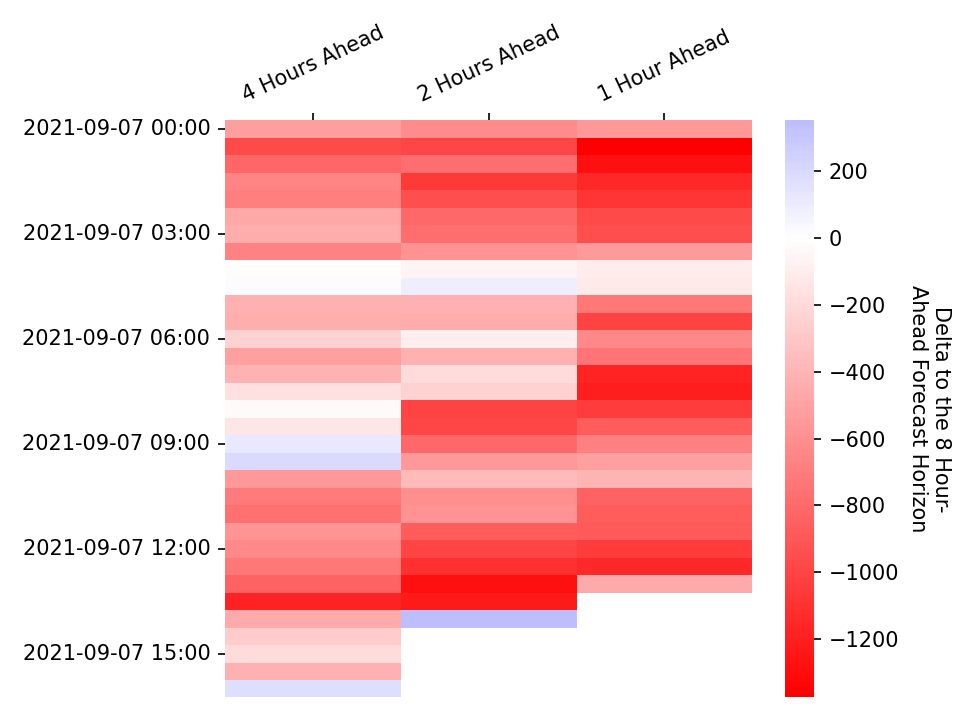 4 Hours Ahead
2 Hours Ahead
1 Hour Ahead
2021-09-07 00:00
2021-09-07 03:00
2021-09-07 06:00
2021-09-07 09:00
2021-09-07 12:00
2021-09-07 15:00
200
0
−200
−400
−600
−800
−1000
−1200
Delta to the 8 Hour-
Ahead Forecast Horizon